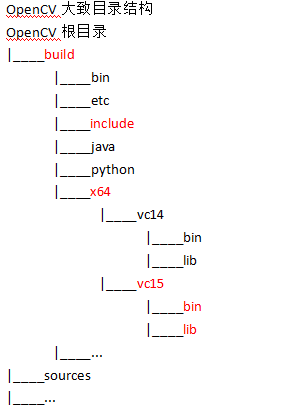 OpenCV 大致目录结构
OpenCV 根目录
|____build
|____bin
|____etc
|____include
|____java
|____python
|____x64
|____vc14
|____bin
|____lib
|____vc15
|____bin
|____lib
|____...
|____sources
|____...